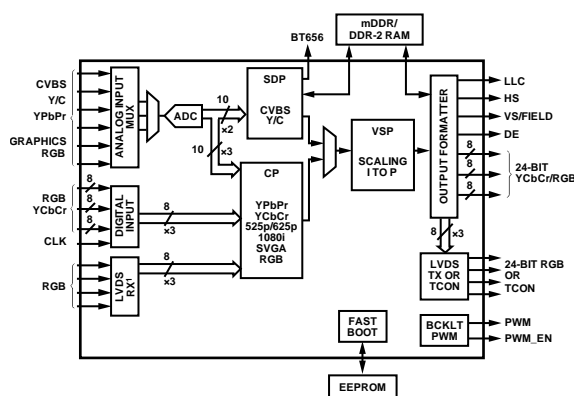 mDDR/
DDR-2 RAM
BT656
CVBS
Y/C
YPbPr
GRAPHICS
RGB
ANALOG INPUT
MUX
ADC
10
×2
10
×3
SDP
CVBS
Y/C
CP
YPbPr
YCbCr
525p/625p
1080i
SVGA
RGB
VSP
SCALING
I TO P
OUTPUT FORMATTER
LLC
HS
VS/FIELD
DE
8
8
8
24-BIT
YCbCr/RGB
8
8
8
RGB
YCbCr
CLK
DIGITAL
INPUT
8
×3
RGB
LVDS
RX1
8
×3
8
×3
LVDS
TX OR
TCON
24-BIT RGB
OR
TCON
FAST
BOOT
BCKLT
PWM
PWM
PWM_EN
EEPROM